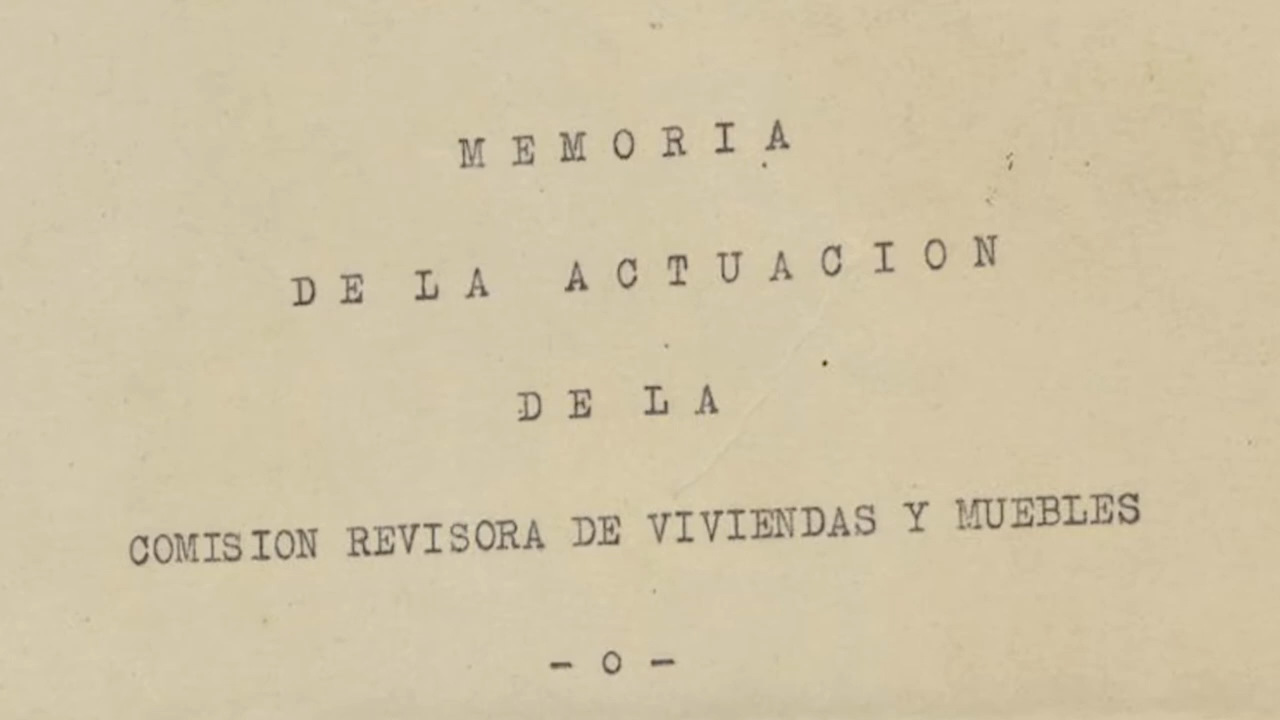 M E M O R I A
D E  L A  A C T U A C I O N
D E  L A
COMISION REVISORA DE VIVIENDAS Y MUEBLES
- o -